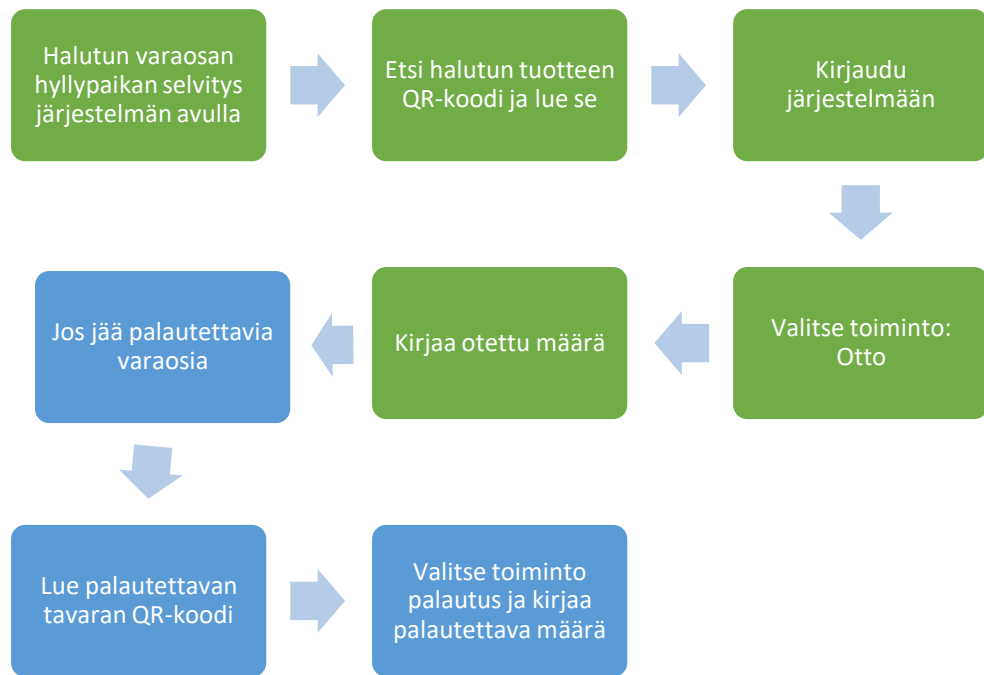 Halutun varaosan
hyllypaikan selvitys
järjestelmän avulla
Etsi halutun tuotteen
QR-koodi ja lue se
Kirjaudu
järjestelmään
Valitse toiminto:
Otto
Kirjaa otettu määrä
Jos jää palautettavia
varaosia
Lue palautettavan
tavaran QR-koodi
Valitse toiminto
palautus ja kirjaa
palautettava määrä